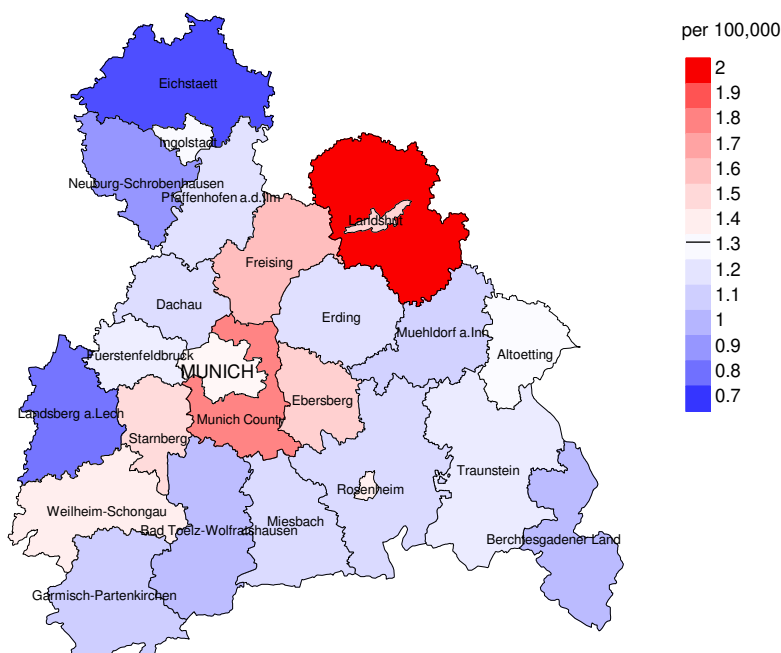 per 100,000
2
1.9
1.8
1.7
1.6
1.5
1.4
1.3
1.2
1.1
1
0.9
0.8
0.7
Eichstaett
Ingolstadt
Neuburg-Schrobenhausen
Pfaffenhofen a.d.Ilm
Landshut
Freising
Dachau
Erding
Muehldorf a.Inn
Altoetting
Fuerstenfeldbruck
MUNICH
Ebersberg
Landsberg a.Lech
Munich County
Starnberg
Traunstein
Rosenheim
Weilheim-Schongau
Miesbach
Bad Toelz-Wolfratshausen
Berchtesgadener Land
Garmisch-Partenkirchen